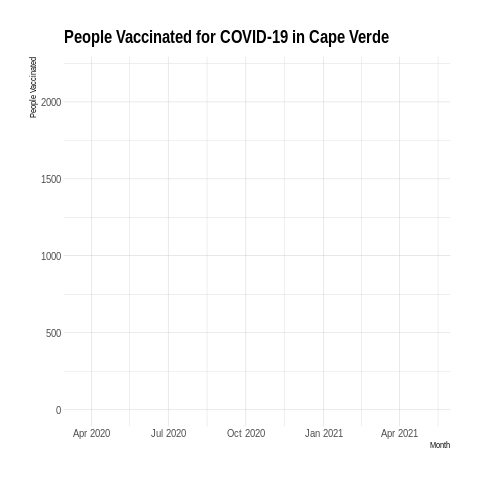 People Vaccinated for COVID-19 in Cape Verde
People Vaccinated
2000
1500
1000
500
0
Apr 2020 Jul 2020 Oct 2020 Jan 2021 Apr 2021
Month